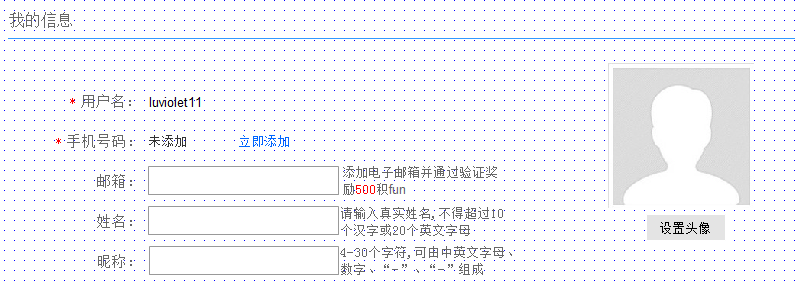 我的信息
* 用户名： luviolet11
* 手机号码： 未添加 立即添加
邮箱： 添加电子邮箱并通过验证奖
励500积fun
设置头像
姓名： 请输入真实姓名,不得超过10
个汉字或20个英文字母
昵称： 4-30个字符,可由中英文字母、
数字、“-”、“—”组成